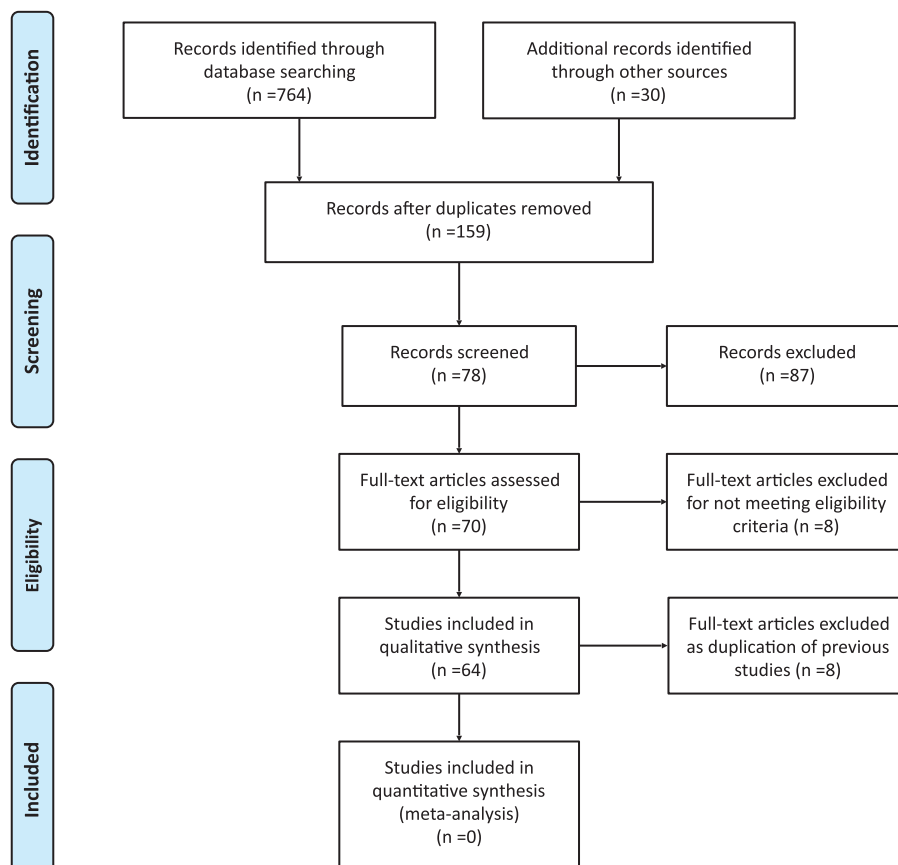 Identification
Records identified through
database searching
(n =764)
Additional records identified
through other sources
(n =30)
Records after duplicates removed
(n =159)
Screening
Records screened
(n =78)
Records excluded
(n =87)
Eligibility
Full-text articles assessed
for eligibility
(n =70)
Full-text articles excluded
for not meeting eligibility
criteria (n =8)
Studies included in
qualitative synthesis
(n =64)
Full-text articles excluded
as duplication of previous
studies (n =8)
Included
Studies included in
quantitative synthesis
(meta-analysis)
(n =0)